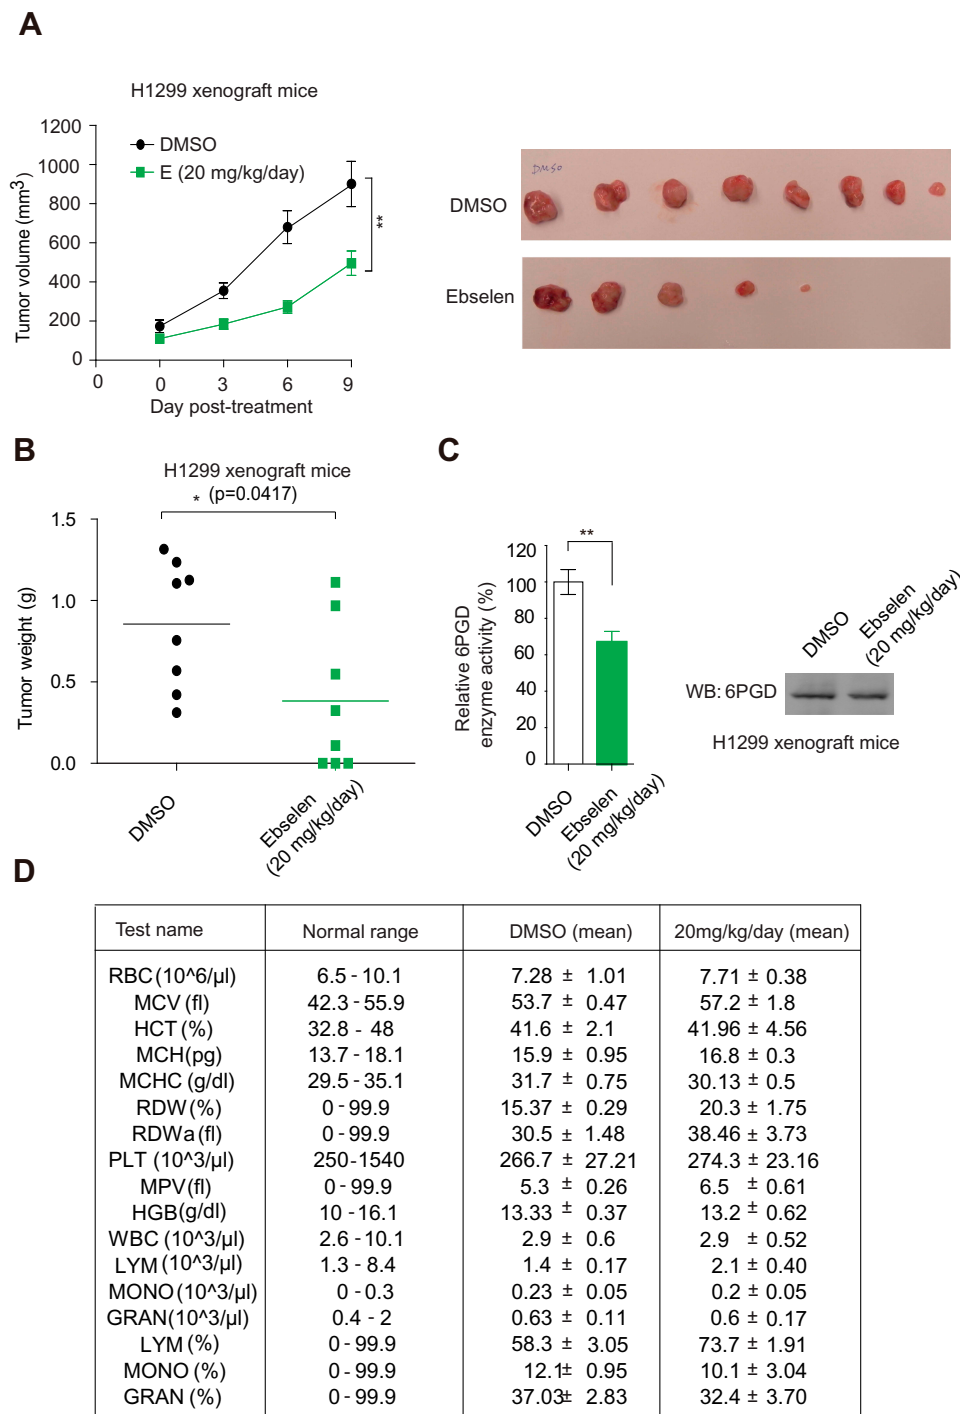 A
H1299 xenograft mice
DMSO
E (20 mg/kg/day)
Tumor volume (mm3)
1200
1000
800
600
400
200
0
**
0 0 3 6 9
Day post-treatment
DMSO
DMSO
Ebselen
B
H1299 xenograft mice
* (p=0.0417)
Tumor weight (g)
1.5
1.0
0.5
0.0
DMSO
Ebselen
(20 mg/kg/day)
C
**
Relative 6PGD
enzyme activity (%)
120
100
80
60
40
20
0
DMSO
Ebselen
(20 mg/kg/day)
DMSO
Ebselen
(20 mg/kg/day)
WB: 6PGD
H1299 xenograft mice
D
Test name Normal range DMSO (mean) 20mg/kg/day (mean)
RBC (10^6/µl) 6.5 - 10.1 7.28 ± 1.01 7.71 ± 0.38
MCV (fl) 42.3 - 55.9 53.7 ± 0.47 57.2 ± 1.8
HCT (%) 32.8 - 48 41.6 ± 2.1 41.96 ± 4.56
MCH(pg) 13.7 - 18.1 15.9 ± 0.95 16.8 ± 0.3
MCHC (g/dl) 29.5 - 35.1 31.7 ± 0.75 30.13 ± 0.5
RDW (%) 0 - 99.9 15.37 ± 0.29 20.3 ± 1.75
RDWa (fl) 0 - 99.9 30.5 ± 1.48 38.46 ± 3.73
PLT (10^3/µl) 250-1540 266.7 ± 27.21 274.3 ± 23.16
MPV(fl) 0 - 99.9 5.3 ± 0.26 6.5 ± 0.61
HGB(g/dl) 10 - 16.1 13.33 ± 0.37 13.2 ± 0.62
WBC (10^3/µl) 2.6 - 10.1 2.9 ± 0.6 2.9 ± 0.52
LYM (10^3/µl) 1.3 - 8.4 1.4 ± 0.17 2.1 ± 0.40
MONO (10^3/µl) 0 - 0.3 0.23 ± 0.05 0.2 ± 0.05
GRAN(10^3/µl) 0.4 - 2 0.63 ± 0.11 0.6 ± 0.17
LYM (%) 0 - 99.9 58.3 ± 3.05 73.7 ± 1.91
MONO (%) 0 - 99.9 12.1± 0.95 10.1 ± 3.04
GRAN (%) 0 - 99.9 37.03± 2.83 32.4 ± 3.70